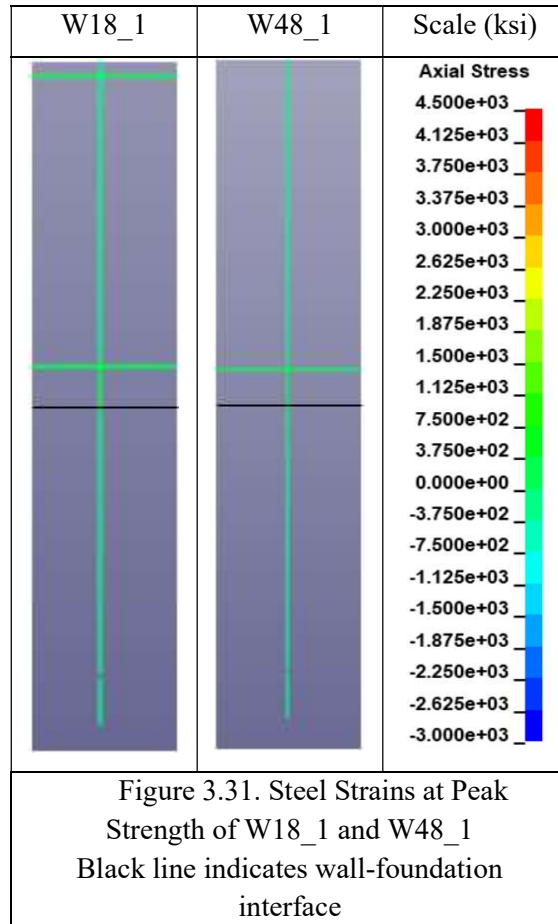 W18_1 W48_1 Scale (ksi)
Axial Stress
4.500e+03
4.125e+03
3.750e+03
3.375e+03
3.000e+03
2.625e+03
2.250e+03
1.875e+03
1.500e+03
1.125e+03
7.500e+02
3.750e+02
0.000e+00
-3.750e+02
-7.500e+02
-1.125e+03
-1.500e+03
-1.875e+03
-2.250e+03
-2.625e+03
-3.000e+03
Figure 3.31. Steel Strains at Peak
Strength of W18_1 and W48_1
Black line indicates wall-foundation
interface